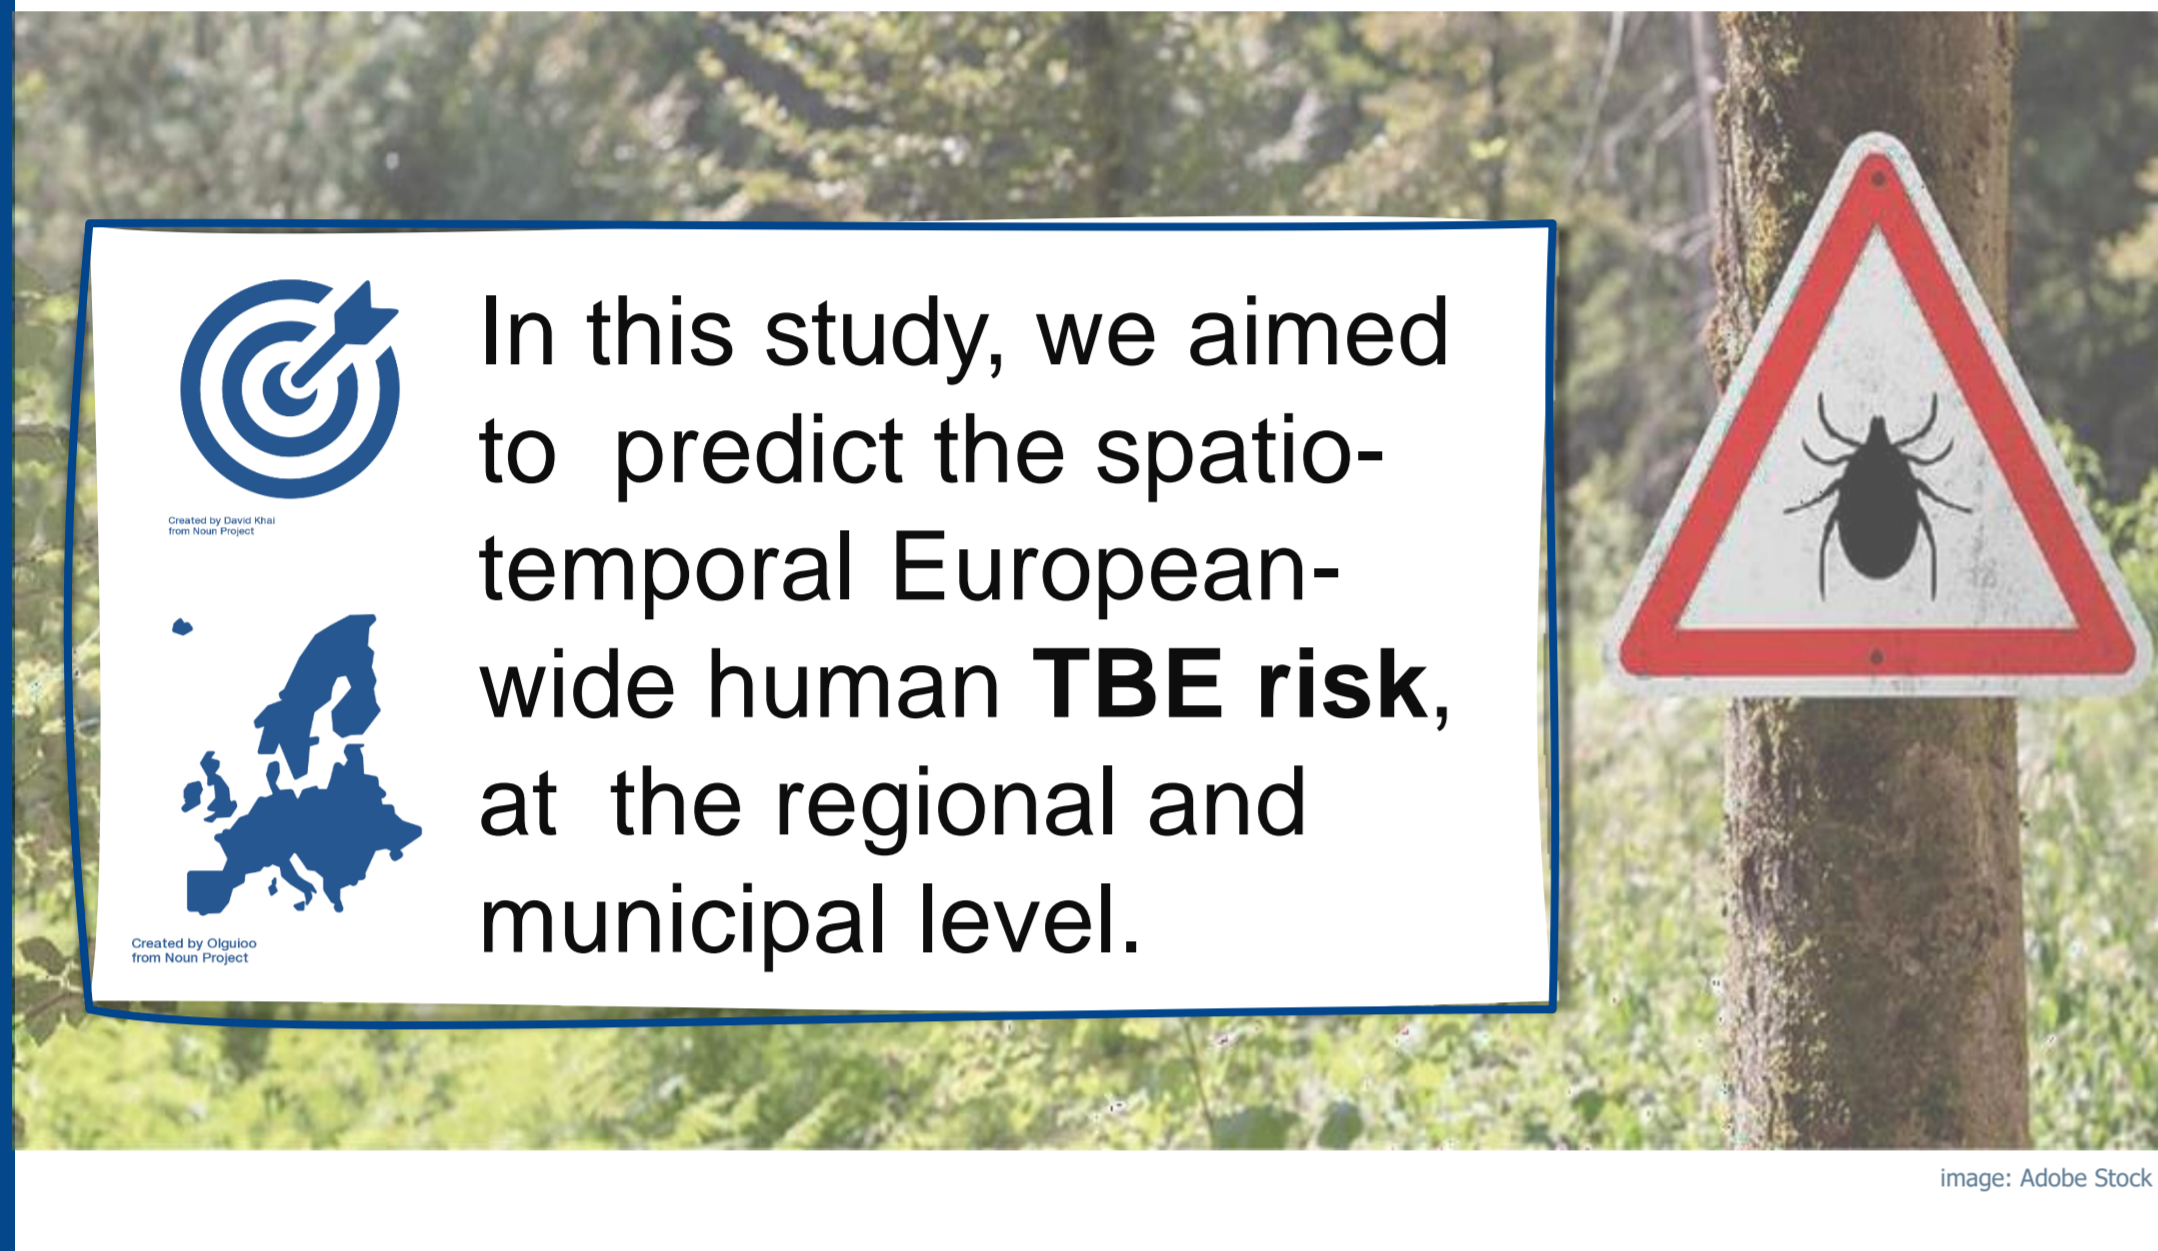 In this study, we aimed
to predict the spatio-
temporal European-
wide human TBE risk,
at the regional and
municipal level.
Created by David Khai
from Noun Project
Created by Olguioo
from Noun Project
image: Adobe Stock